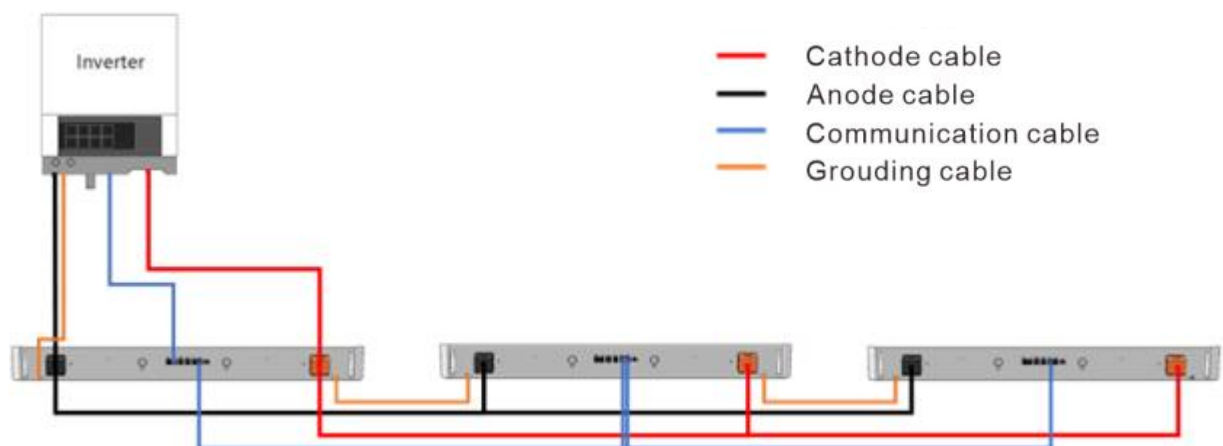 Inverter
Cathode cable
Anode cable
Communication cable
Grouding cable